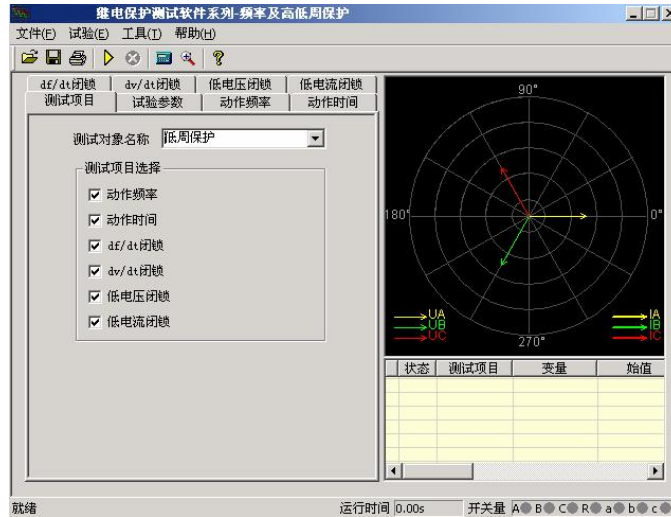 继电保护测试软件系列-频率及高低周保护
文件(F) 试验(E) 工具(T) 帮助(H)
df/dt闭锁 dv/dt闭锁 低电压闭锁 低电流闭锁
测试项目 试验参数 动作频率 动作时间
测试对象名称 低周保护
测试项目选择
动作频率
动作时间
df/dt闭锁
dv/dt闭锁
低电压闭锁
低电流闭锁
90°
180° 0°
270°
UA
UB
UC
IA
IB
IC
状态 测试项目 变量 始值
就绪 运行时间 0.00s 开关量 A B C R a b c